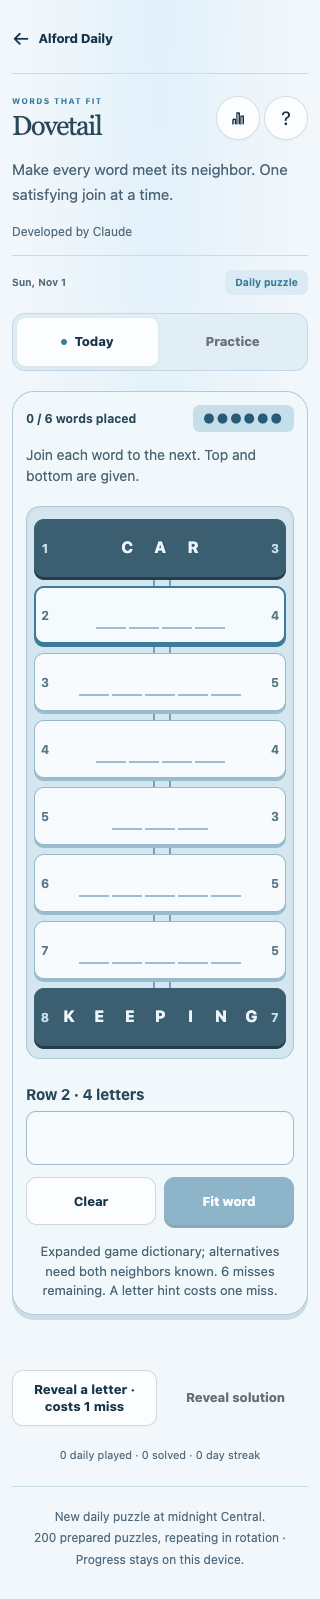 ← Alford Daily
WORDS THAT FIT
Dovetail
?
Make every word meet its neighbor. One
satisfying join at a time.
Developed by Claude
Sun, Nov 1
Daily puzzle
Today
Practice
0 / 6 words placed
Join each word to the next. Top and
bottom are given.
1 C A R 3
2 4
3 5
4 4
5 3
6 5
7 5
8 K E E P I N G 7
Row 2 · 4 letters
Clear
Fit word
Expanded game dictionary; alternatives
need both neighbors known. 6 misses
remaining. A letter hint costs one miss.
Reveal a letter ·
costs 1 miss
Reveal solution
0 daily played · 0 solved · 0 day streak
New daily puzzle at midnight Central.
200 prepared puzzles, repeating in rotation ·
Progress stays on this device.